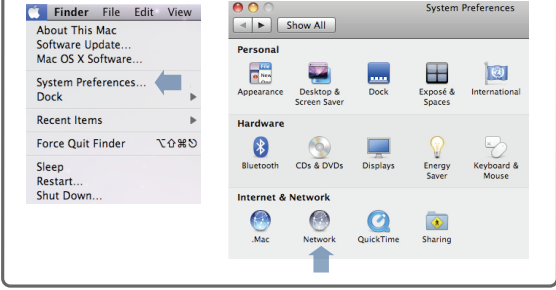 Finder File Edit View
About This Mac
Software Update...
Mac OS X Software...
System Preferences...
Dock
Recent Items
Force Quit Finder ⌥⇧⌘⎋
Sleep
Restart...
Shut Down...
System Preferences
Show All
Personal
Appearance Desktop & Screen Saver Dock Exposé & Spaces International
Hardware
Bluetooth CDs & DVDs Displays Energy Saver Keyboard & Mouse
Internet & Network
.Mac Network QuickTime Sharing